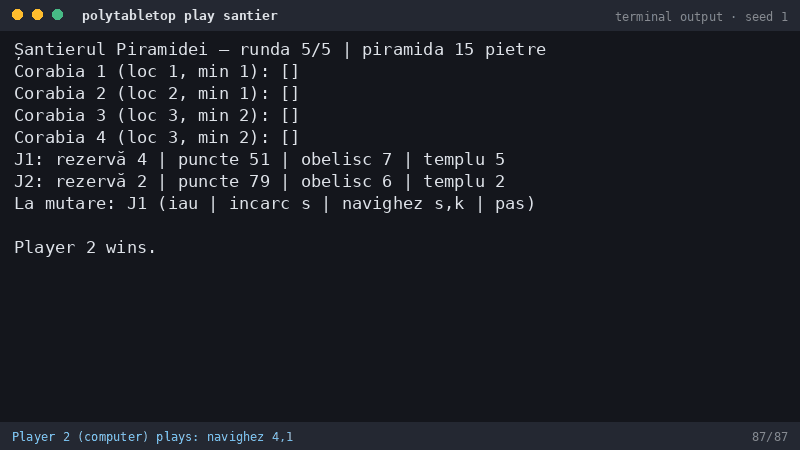 polytabletop play santier
terminal output · seed 1
Șantierul Piramidei — runda 5/5 | piramida 15 pietre
Corabia 1 (loc 1, min 1): []
Corabia 2 (loc 2, min 1): []
Corabia 3 (loc 3, min 2): []
Corabia 4 (loc 3, min 2): []
J1: rezervă 4 | puncte 51 | obelisc 7 | templu 5
J2: rezervă 2 | puncte 79 | obelisc 6 | templu 2
La mutare: J1 (iau | incarc s | navighez s,k | pas)
Player 2 wins.
Player 2 (computer) plays: navighez 4,1
87/87